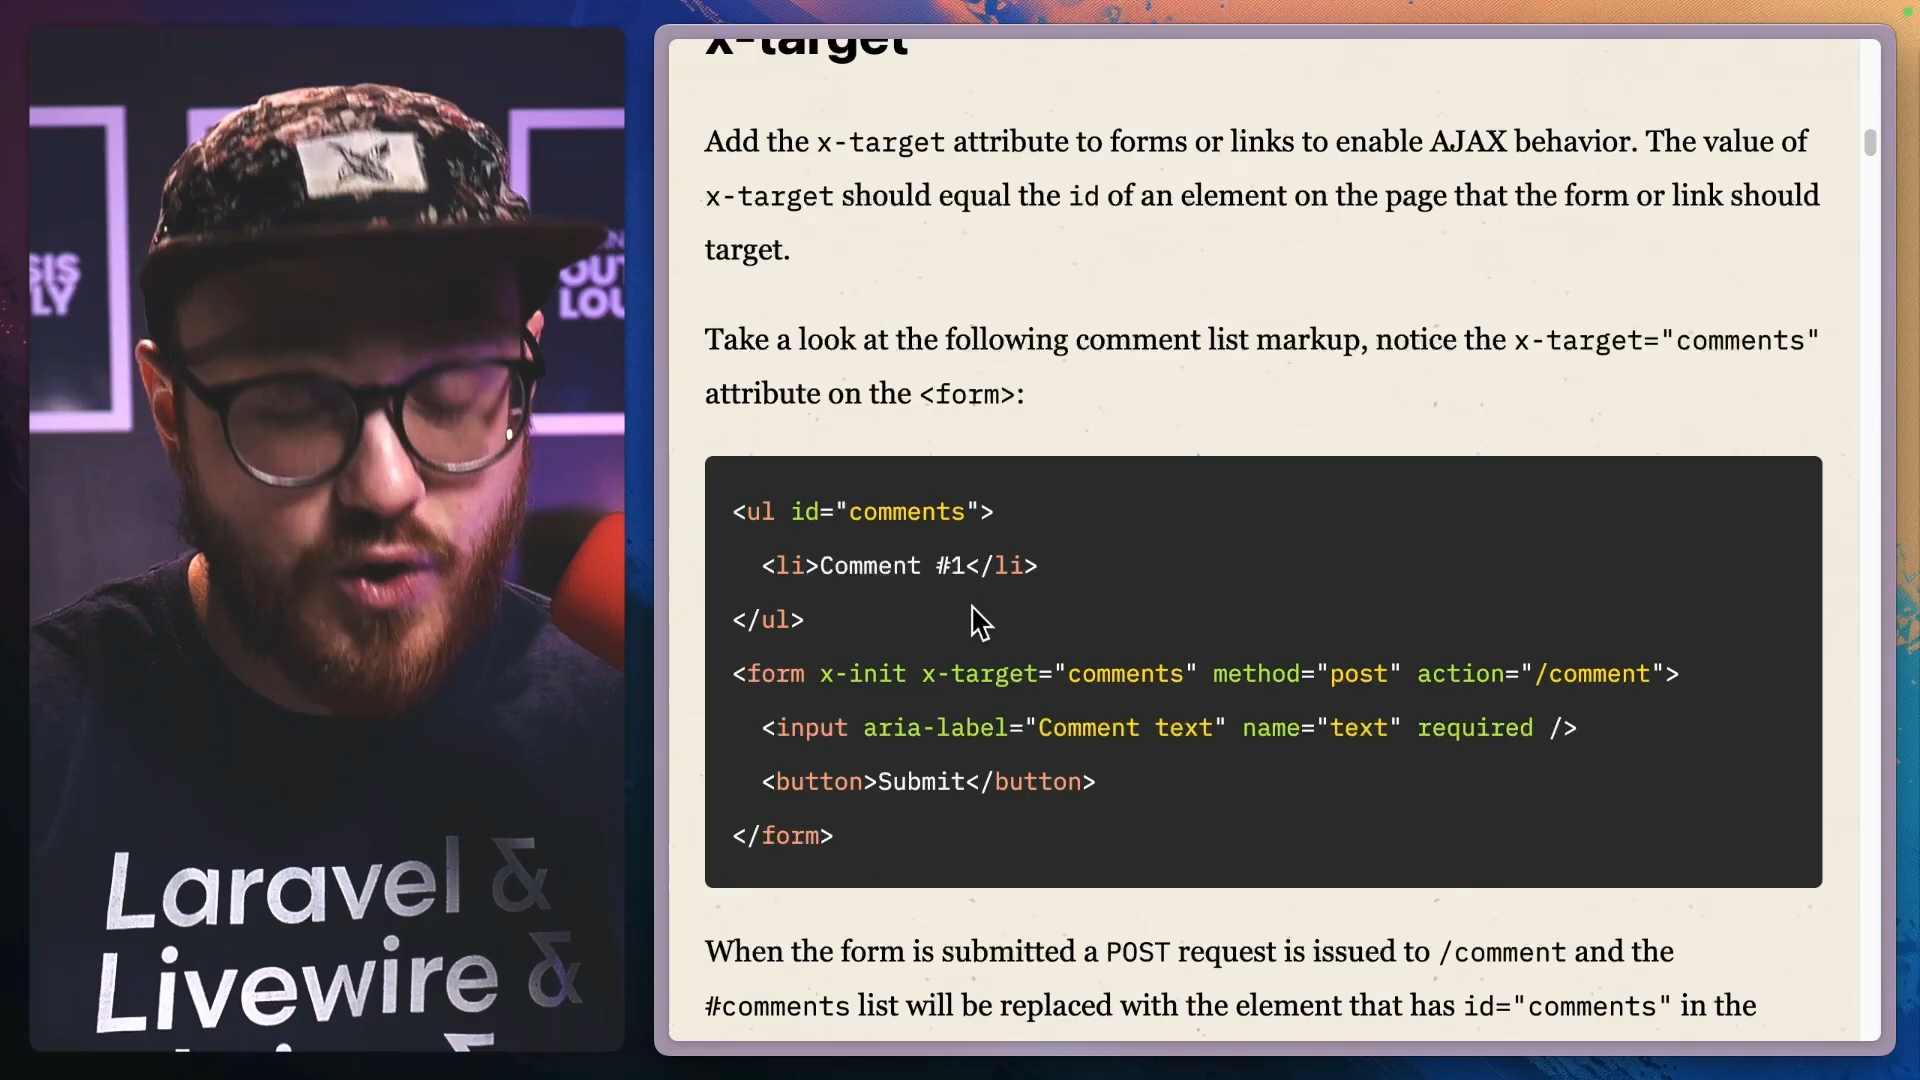 x-target
Add the x-target attribute to forms or links to enable AJAX behavior. The value of
x-target should equal the id of an element on the page that the form or link should
target.
Take a look at the following comment list markup, notice the x-target="comments"
attribute on the <form>:
<ul id="comments">
<li>Comment #1</li>
</ul>
<form x-init x-target="comments" method="post" action="/comment">
<input aria-label="Comment text" name="text" required />
<button>Submit</button>
</form>
When the form is submitted a POST request is issued to /comment and the
#comments list will be replaced with the element that has id="comments" in the
OUT
LOU
Laravel &
Livewire &